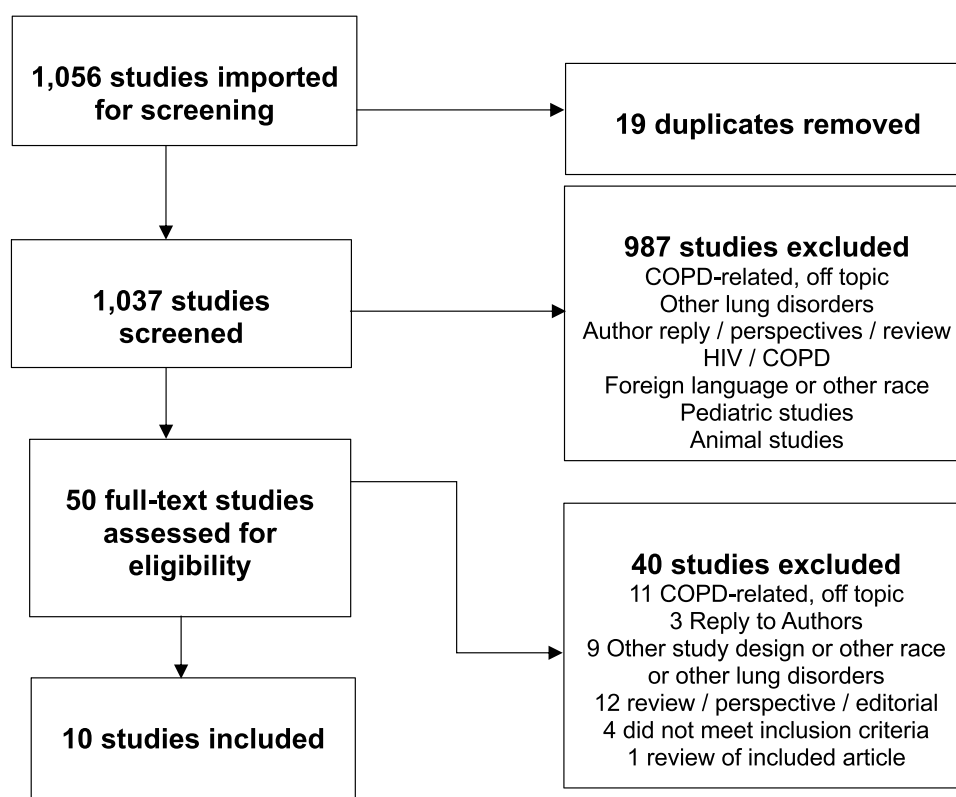 1,056 studies imported
for screening
19 duplicates removed
1,037 studies
screened
987 studies excluded
COPD-related, off topic
Other lung disorders
Author reply / perspectives / review
HIV / COPD
Foreign language or other race
Pediatric studies
Animal studies
50 full-text studies
assessed for
eligibility
40 studies excluded
11 COPD-related, off topic
3 Reply to Authors
9 Other study design or other race
or other lung disorders
12 review / perspective / editorial
4 did not meet inclusion criteria
1 review of included article
10 studies included